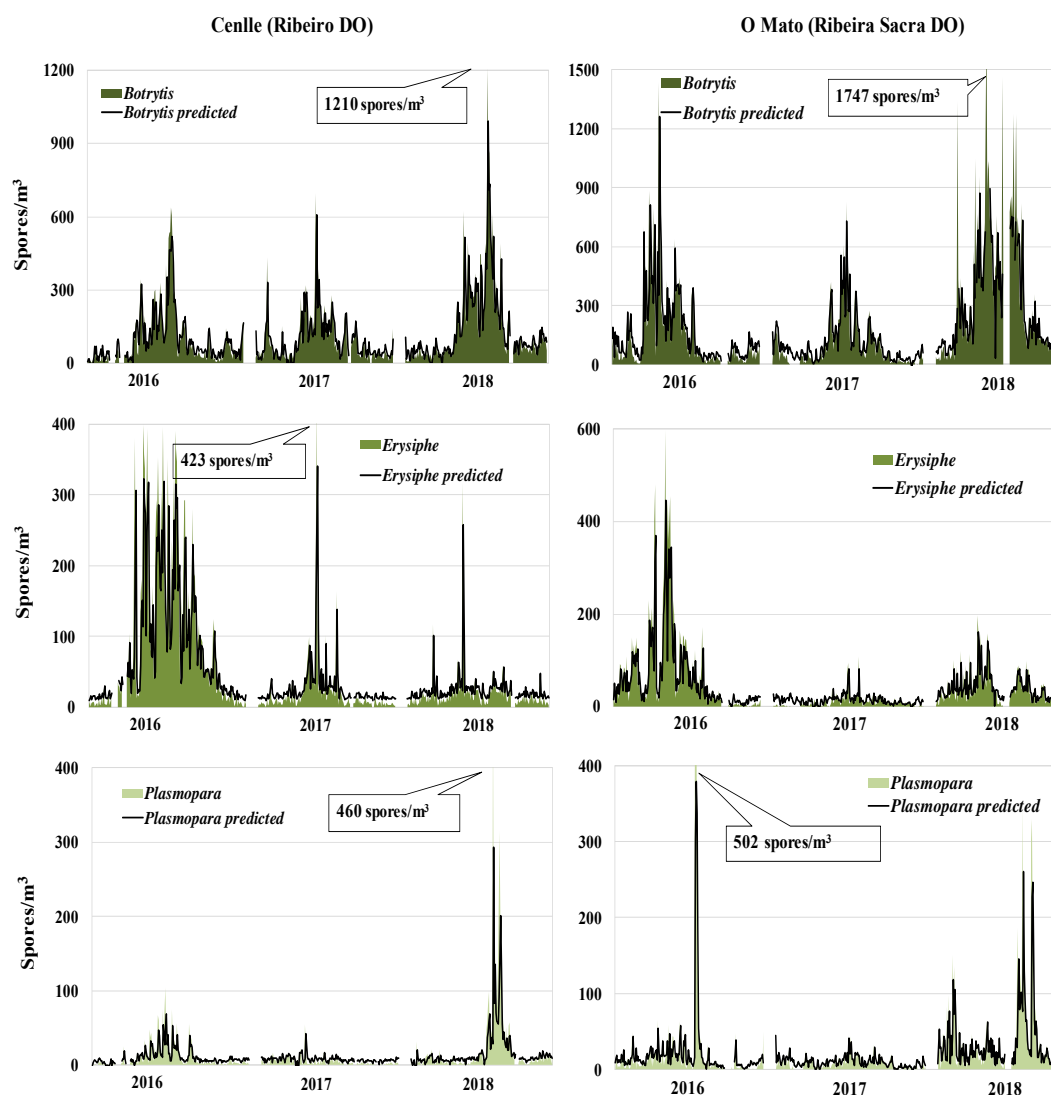 Cenlle (Ribeiro DO)
O Mato (Ribeira Sacra DO)
Spores/m³
1200
900
600
300
0
Botrytis
Botrytis predicted
1210 spores/m³
2016
2017
2018
1500
1200
900
600
300
0
Botrytis
Botrytis predicted
1747 spores/m³
2016
2017
2018
Spores/m³
400
300
200
100
0
Erysiphe
Erysiphe predicted
423 spores/m³
2016
2017
2018
600
400
200
0
Erysiphe
Erysiphe predicted
2016
2017
2018
Spores/m³
400
300
200
100
0
Plasmopara
Plasmopara predicted
460 spores/m³
2016
2017
2018
400
300
200
100
0
Plasmopara
Plasmopara predicted
502 spores/m³
2016
2017
2018